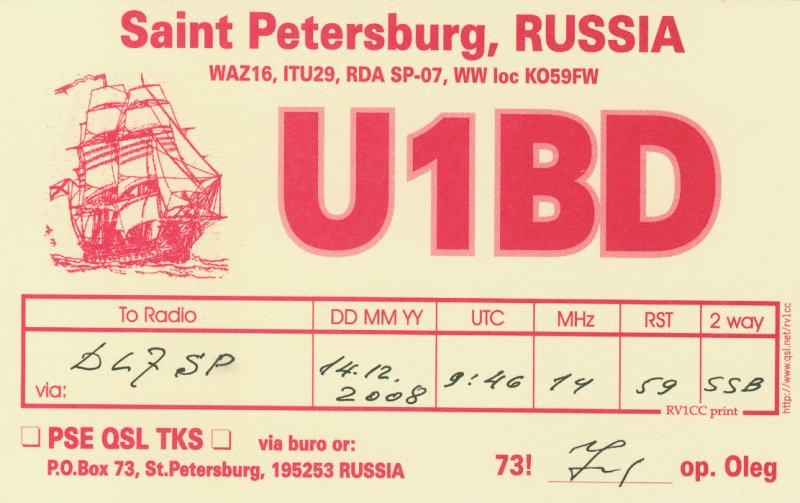 Saint Petersburg, RUSSIA
WAZ16, ITU29, RDA SP-07, WW loc KO59FW
U1BD
To Radio DD MM YY UTC MHz RST 2 way
DL7SP 14.12. 2008 9:46 14 59 SSB
via:
RV1CC print
http://www.qsl.net/rv1cc
PSE QSL TKS via buro or:
P.O.Box 73, St.Petersburg, 195253 RUSSIA
73! op. Oleg